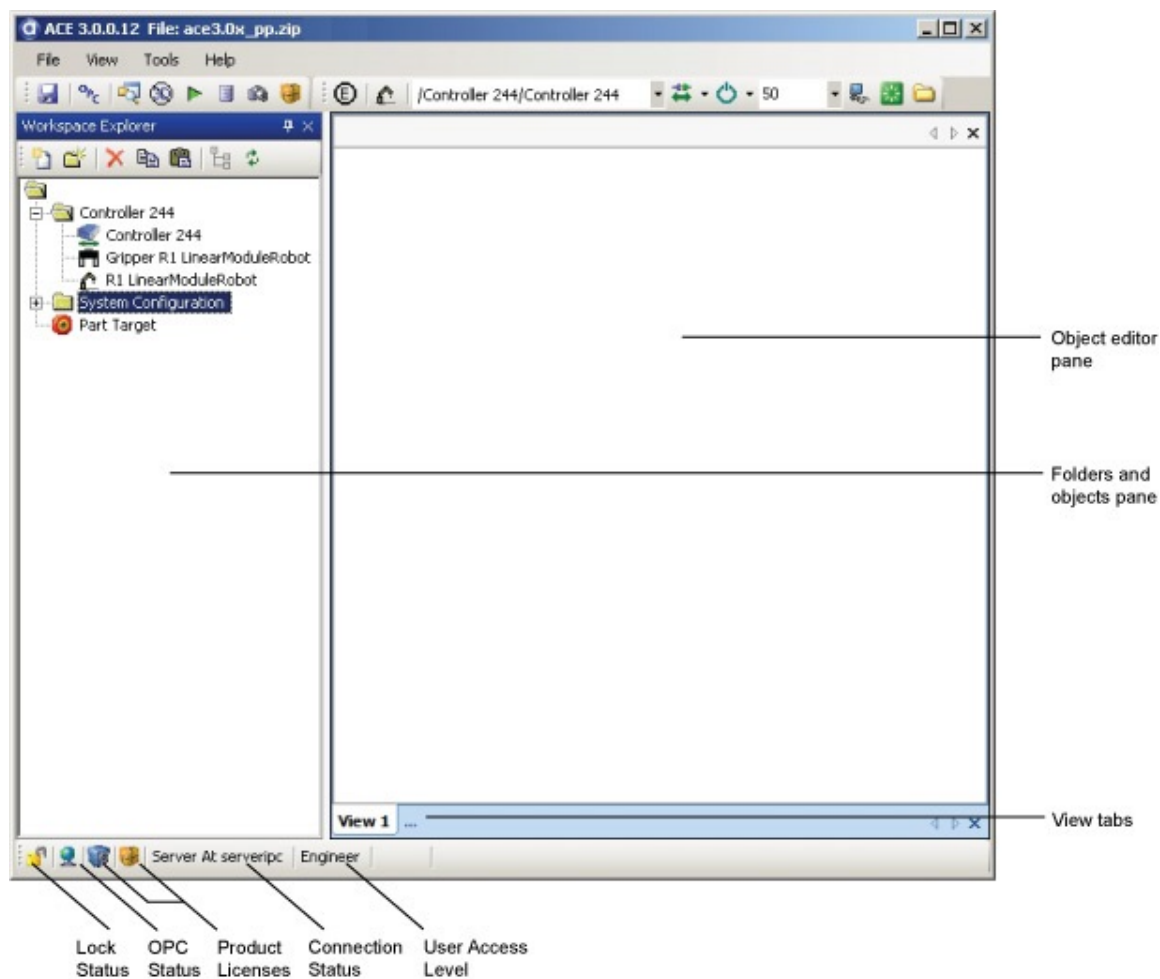 ACE 3.0.0.12 File: ace3.0x_pp.zip
File View Tools Help
/Controller 244/Controller 244 50
Workspace Explorer
Controller 244
Controller 244
Gripper R1 LinearModuleRobot
R1 LinearModuleRobot
System Configuration
Part Target
Object editor
pane
Folders and
objects pane
View 1 ...
View tabs
Server At serveripc Engineer
Lock
Status
OPC
Status
Product
Licenses
Connection
Status
User Access
Level